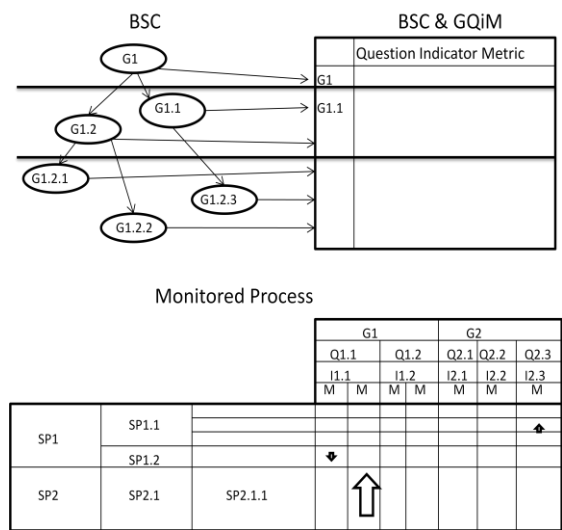 BSC
BSC & GQiM
G1
Question Indicator Metric
G1
G1.1
G1.1
G1.2
G1.2.1
G1.2.3
G1.2.2
Monitored Process
G1 G2
Q1.1 Q1.2 Q2.1 Q2.2 Q2.3
I1.1 I1.2 I2.1 I2.2 I2.3
M M M M M M M
SP1 SP1.1
SP1.2
SP2 SP2.1 SP2.1.1